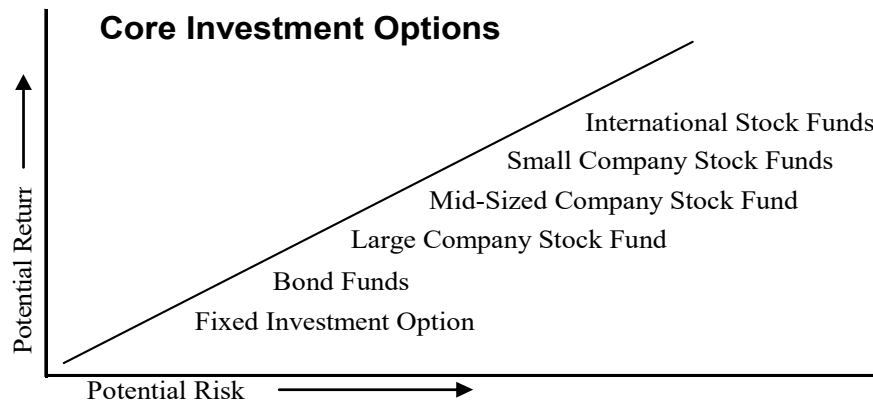 Core Investment Options
International Stock Funds
Small Company Stock Funds
Mid-Sized Company Stock Fund
Large Company Stock Fund
Bond Funds
Fixed Investment Option
Potential Returr
Potential Risk